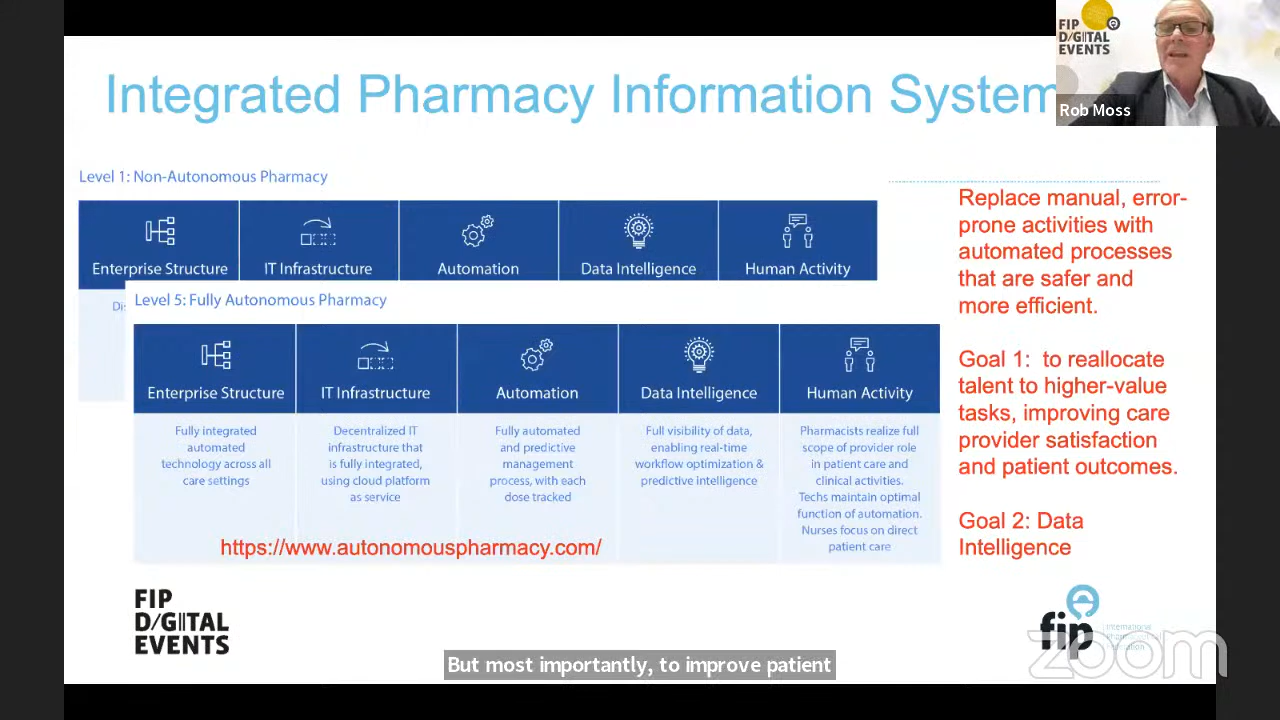 Integrated Pharmacy Information System
FIP
D/G/TAL
EVENTS
Rob Moss
Level 1: Non-Autonomous Pharmacy
Enterprise Structure
IT Infrastructure
Automation
Data Intelligence
Human Activity
Level 5: Fully Autonomous Pharmacy
Enterprise Structure
IT Infrastructure
Automation
Data Intelligence
Human Activity
Fully integrated
automated
technology across all
care settings
Decentralized IT
infrastructure that
is fully integrated,
using cloud platform
as service
Fully automated
and predictive
management
process, with each
dose tracked
Full visibility of data,
enabling real-time
workflow optimization &
predictive intelligence
Pharmacists realize full
scope of provider role
in patient care and
clinical activities.
Techs maintain optimal
function of automation.
Nurses focus on direct
patient care
https://www.autonomouspharmacy.com/
Replace manual, error-
prone activities with
automated processes
that are safer and
more efficient.
Goal 1: to reallocate
talent to higher-value
tasks, improving care
provider satisfaction
and patient outcomes.
Goal 2: Data
Intelligence
FIP
D/G/TAL
EVENTS
fip
zoom
But most importantly, to improve patient